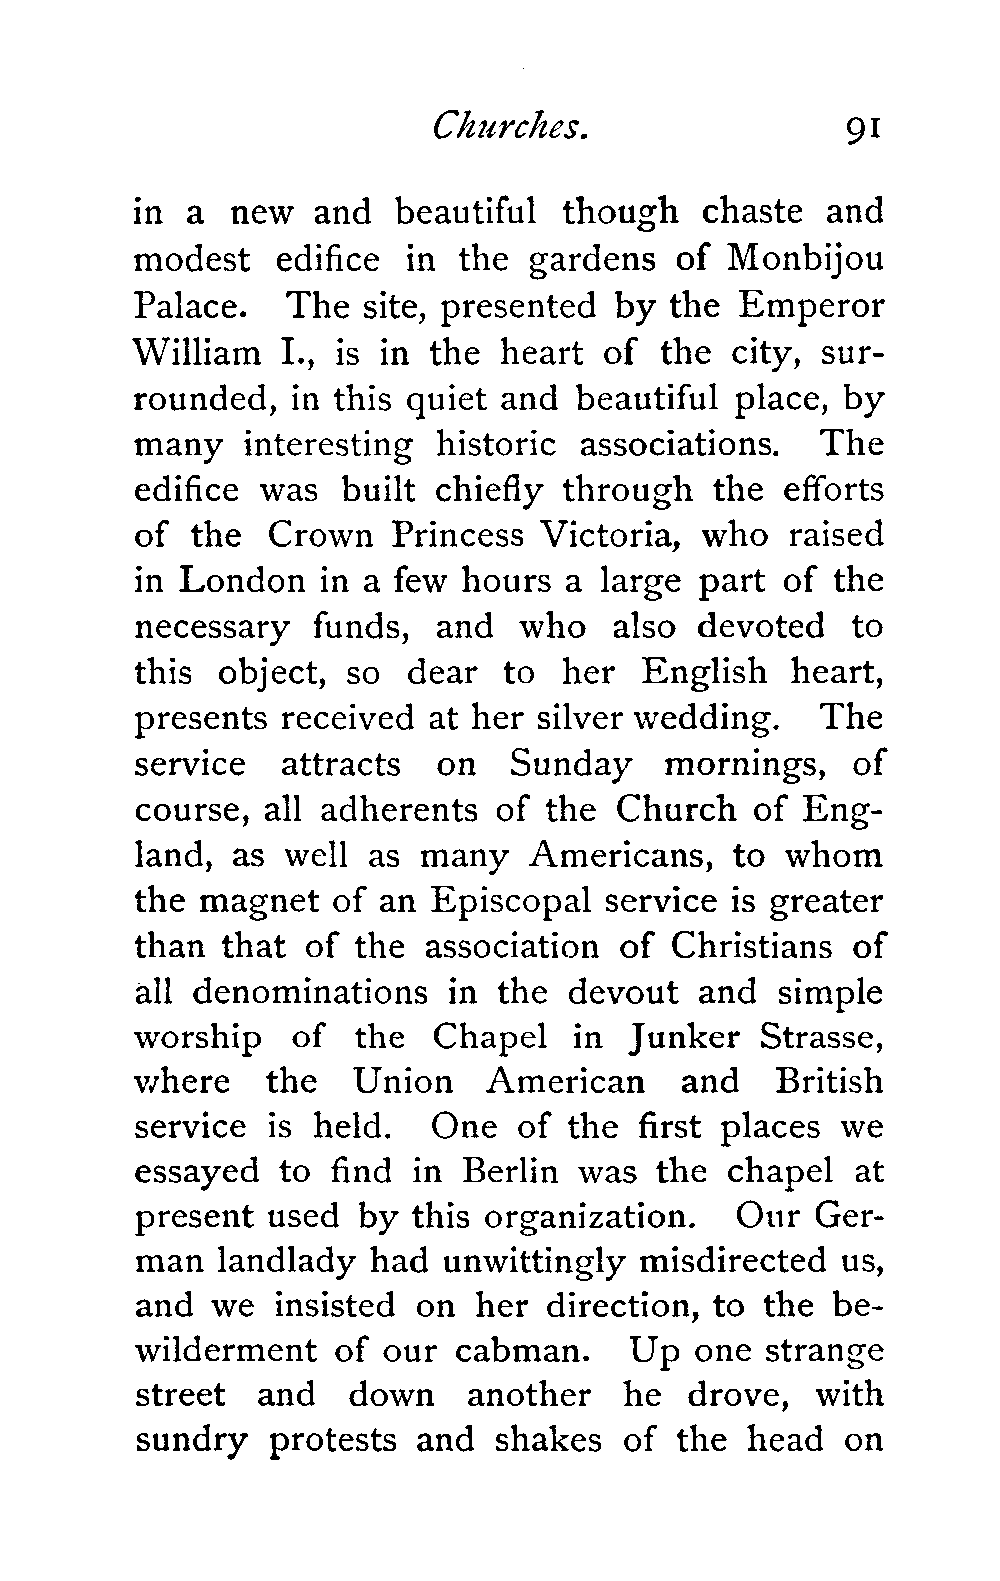 Churches. 91
in a new and beautiful though chaste and
modest edifice in the gardens of Monbijou
Palace. The site, presented by the Emperor
William I., is in the heart of the city, sur-
rounded, in this quiet and beautiful place, by
many interesting historic associations. The
edifice was built chiefly through the efforts
of the Crown Princess Victoria, who raised
in London in a few hours a large part of the
necessary funds, and who also devoted to
this object, so dear to her English heart,
presents received at her silver wedding. The
service attracts on Sunday mornings, of
course, all adherents of the Church of Eng-
land, as well as many Americans, to whom
the magnet of an Episcopal service is greater
than that of the association of Christians of
all denominations in the devout and simple
worship of the Chapel in Junker Strasse,
where the Union American and British
service is held. One of the first places we
essayed to find in Berlin was the chapel at
present used by this organization. Our Ger-
man landlady had unwittingly misdirected us,
and we insisted on her direction, to the be-
wilderment of our cabman. Up one strange
street and down another he drove, with
sundry protests and shakes of the head on